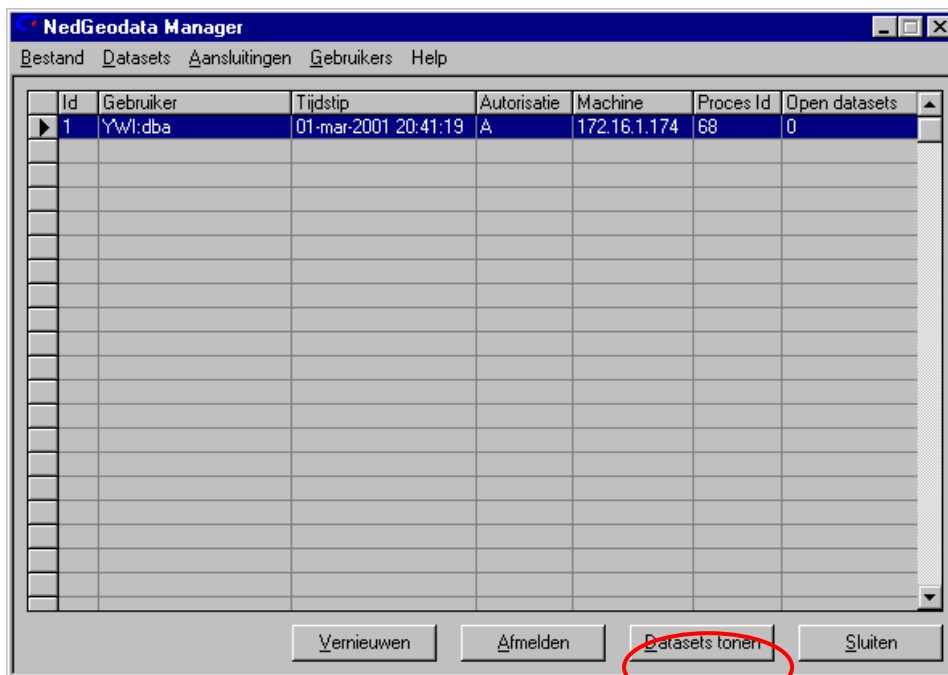 NedGeodata Manager
Bestand Datasets Aansluitingen Gebruikers Help
Id Gebruiker Tijdstip Autorisatie Machine Proces Id Open datasets
1 YWI:dba 01-mar-2001 20:41:19 A 172.16.1.174 68 0
Vernieuwen Afmelden Datasets tonen Sluiten